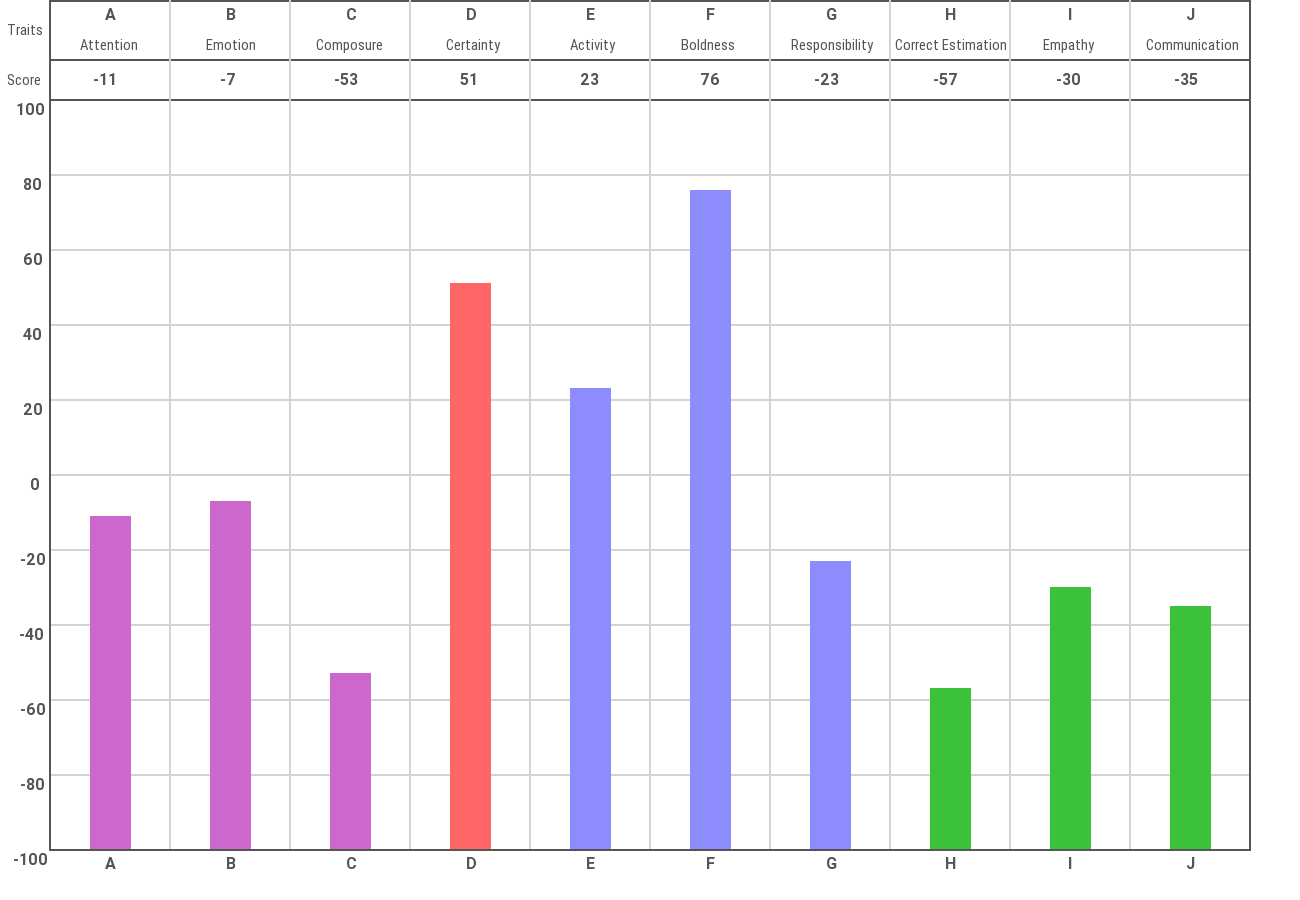 Traits A B C D E F G H I J
Attention Emotion Composure Certainty Activity Boldness Responsibility Correct Estimation Empathy Communication
Score -11 -7 -53 51 23 76 -23 -57 -30 -35
100
80
60
40
20
0
-20
-40
-60
-80
-100
A B C D E F G H I J